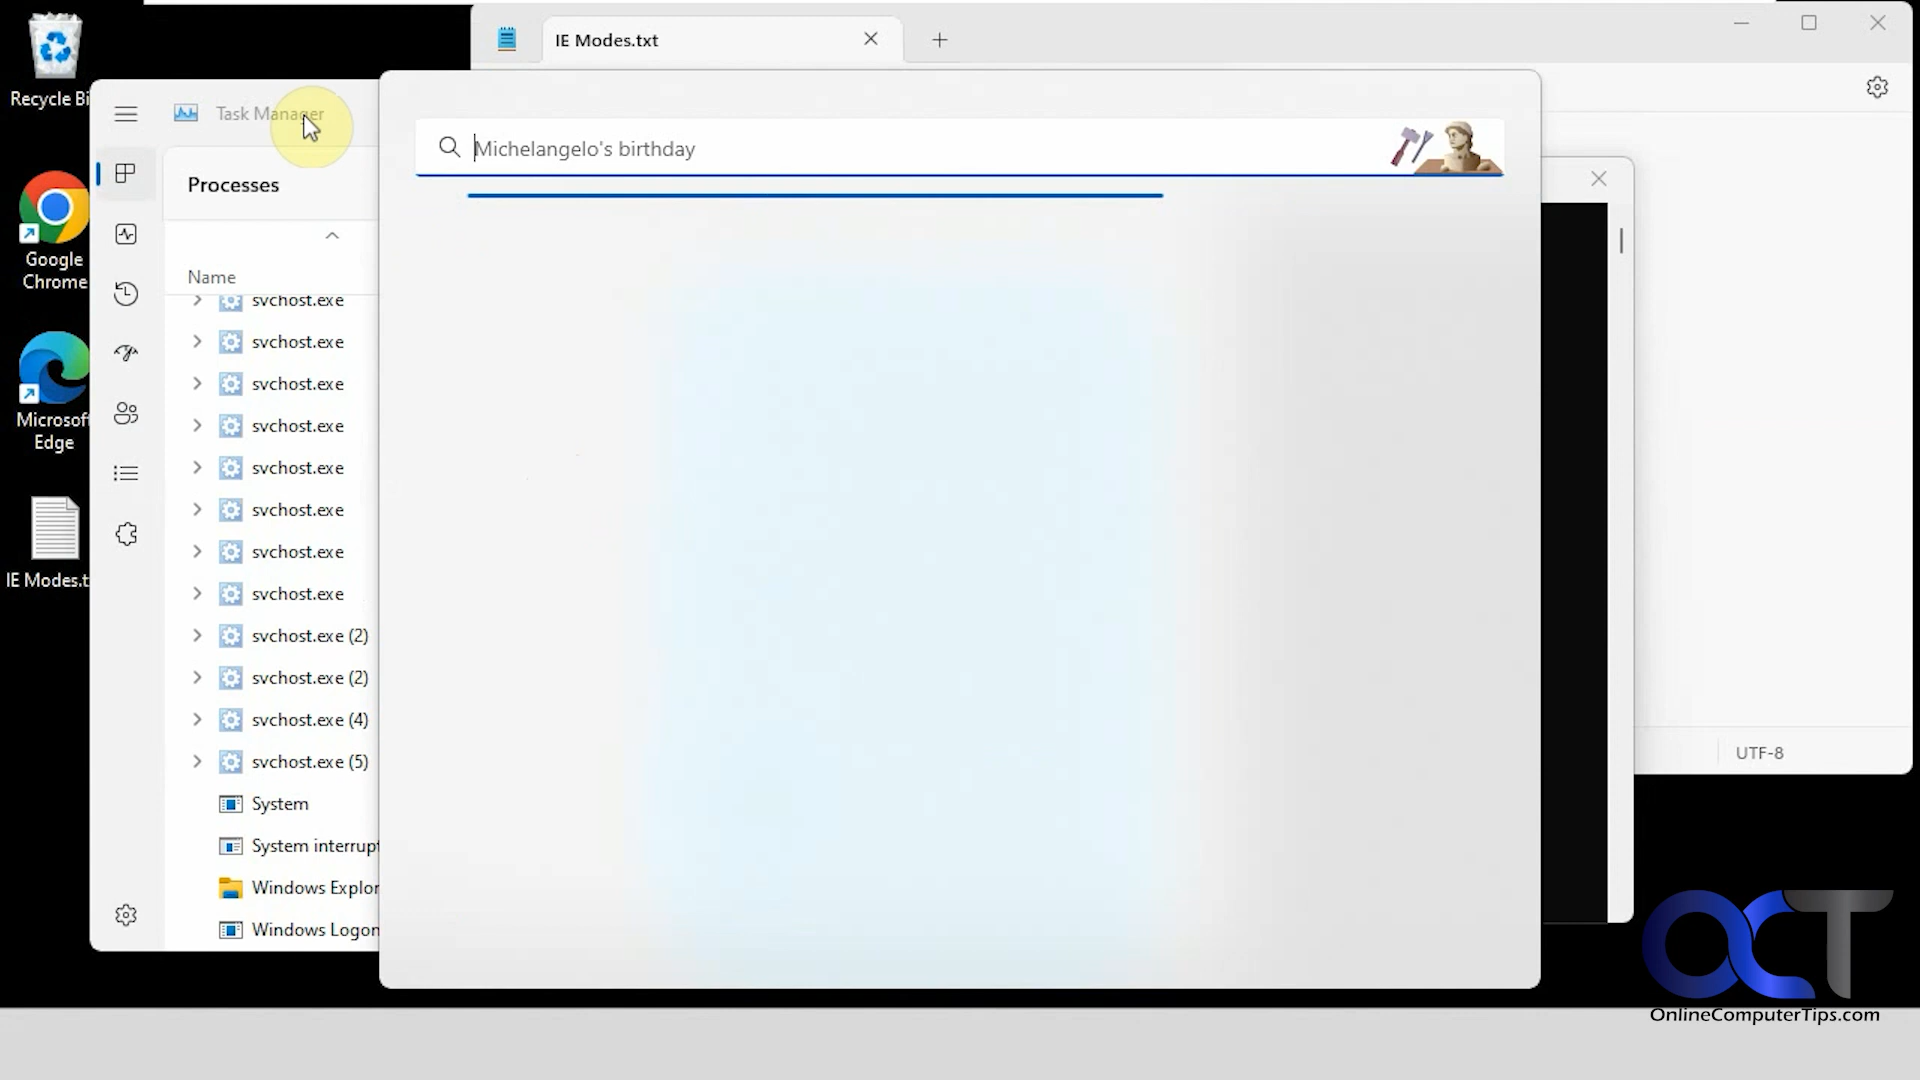 IE Modes.txt
Recycle Bi
Task Manager
Michelangelo's birthday
Processes
Name
svchost.exe
svchost.exe
svchost.exe
svchost.exe
svchost.exe
svchost.exe
svchost.exe
svchost.exe
svchost.exe (2)
svchost.exe (2)
svchost.exe (4)
svchost.exe (5)
System
System interrupt
Windows Explor
Windows Logon
Google
Chrome
Microsoft
Edge
IE Modes.t
UTF-8
OCT
OnlineComputerTips.com